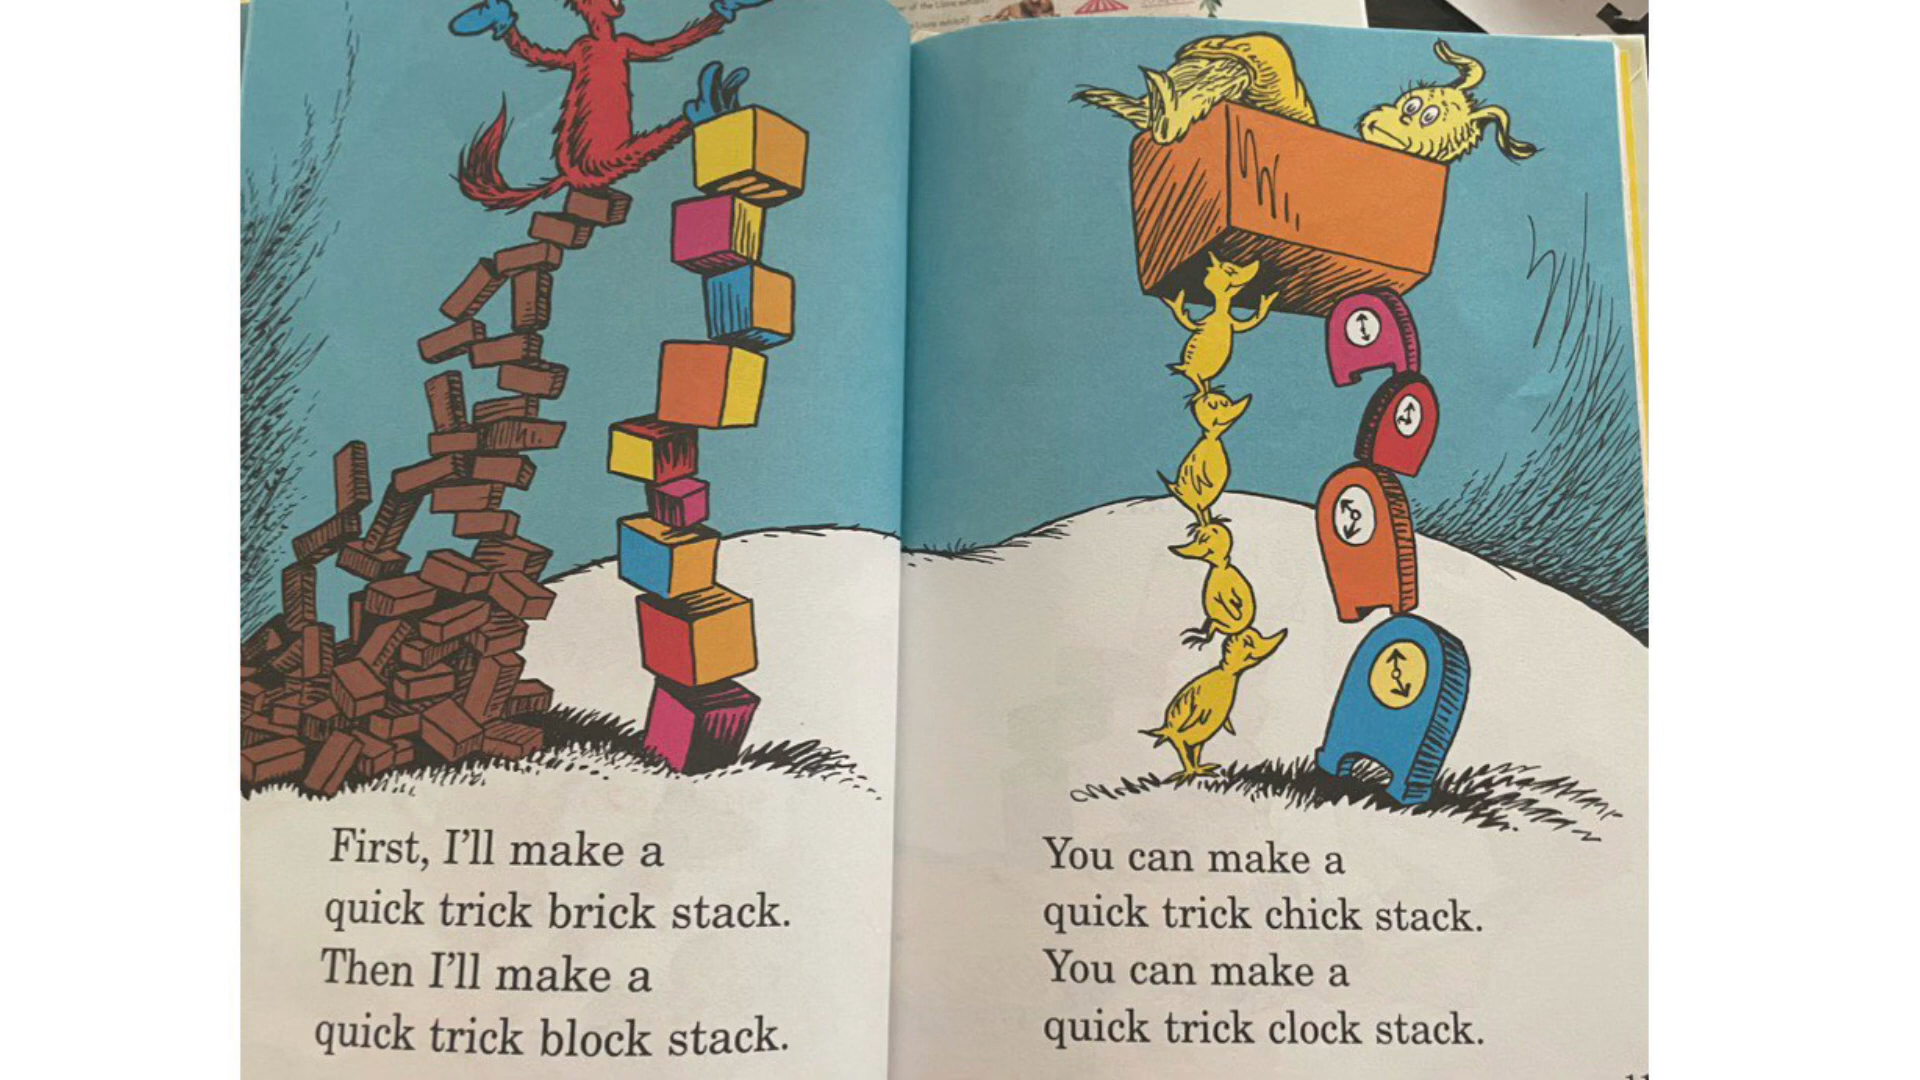 First, I'll make a
quick trick brick stack.
Then I'll make a
quick trick block stack.
You can make a
quick trick chick stack.
You can make a
quick trick clock stack.